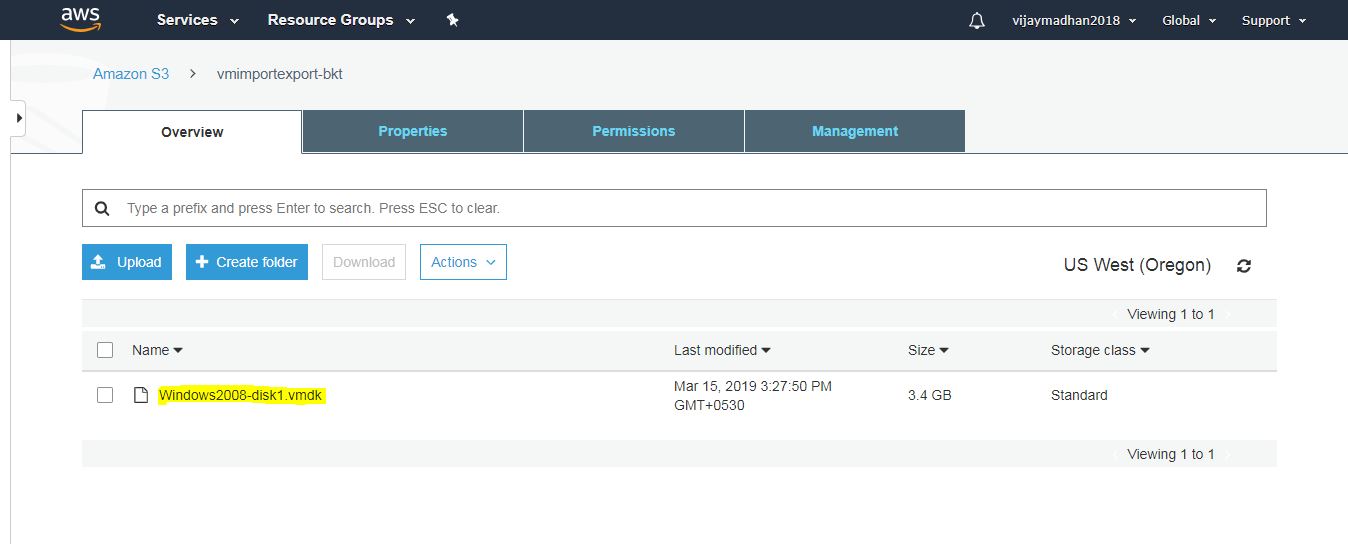 aws Services Resource Groups vijaymadhan2018 Global Support
Amazon S3 > vmimportexport-bkt
Overview Properties Permissions Management
Type a prefix and press Enter to search. Press ESC to clear.
Upload + Create folder Download Actions US West (Oregon)
Viewing 1 to 1
Name Last modified Size Storage class
Windows2008-disk1.vmdk Mar 15, 2019 3:27:50 PM 3.4 GB Standard
GMT+0530
Viewing 1 to 1